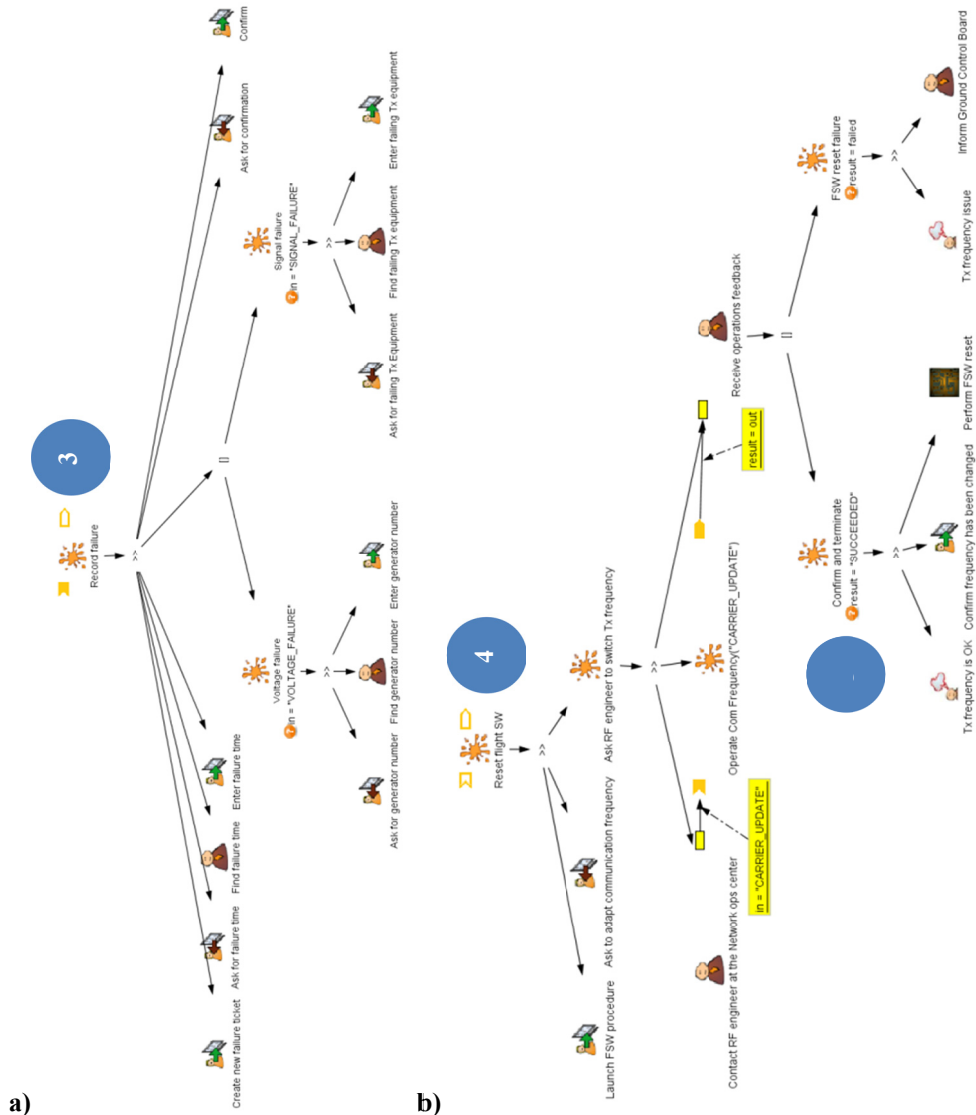 a)
3
Record failure
>>
Create new failure ticket
Ask for failure time
Find failure time
Enter failure time
[]
Ask for confirmation
Confirm
Voltage failure
in = "VOLTAGE_FAILURE"
>>
Ask for generator number
Find generator number
Enter generator number
Signal failure
in = "SIGNAL_FAILURE"
>>
Ask for failing Tx Equipment
Find failing Tx equipment
Enter failing Tx equipment
b)
4
Reset flight SW
>>
Launch FSW procedure
Ask to adapt communication frequency
Ask RF engineer to switch Tx frequency
>>
Contact RF engineer at the Network ops center
in = "CARRIER_UPDATE"
Operate Com Frequency("CARRIER_UPDATE")
result = out
Receive operations feedback
[]
Confirm and terminate
result = "SUCCEEDED"
>>
Tx frequency is OK
Confirm frequency has been changed
Perform FSW reset
FSW reset failure
result = failed
>>
Tx frequency issue
Inform Ground Control Board